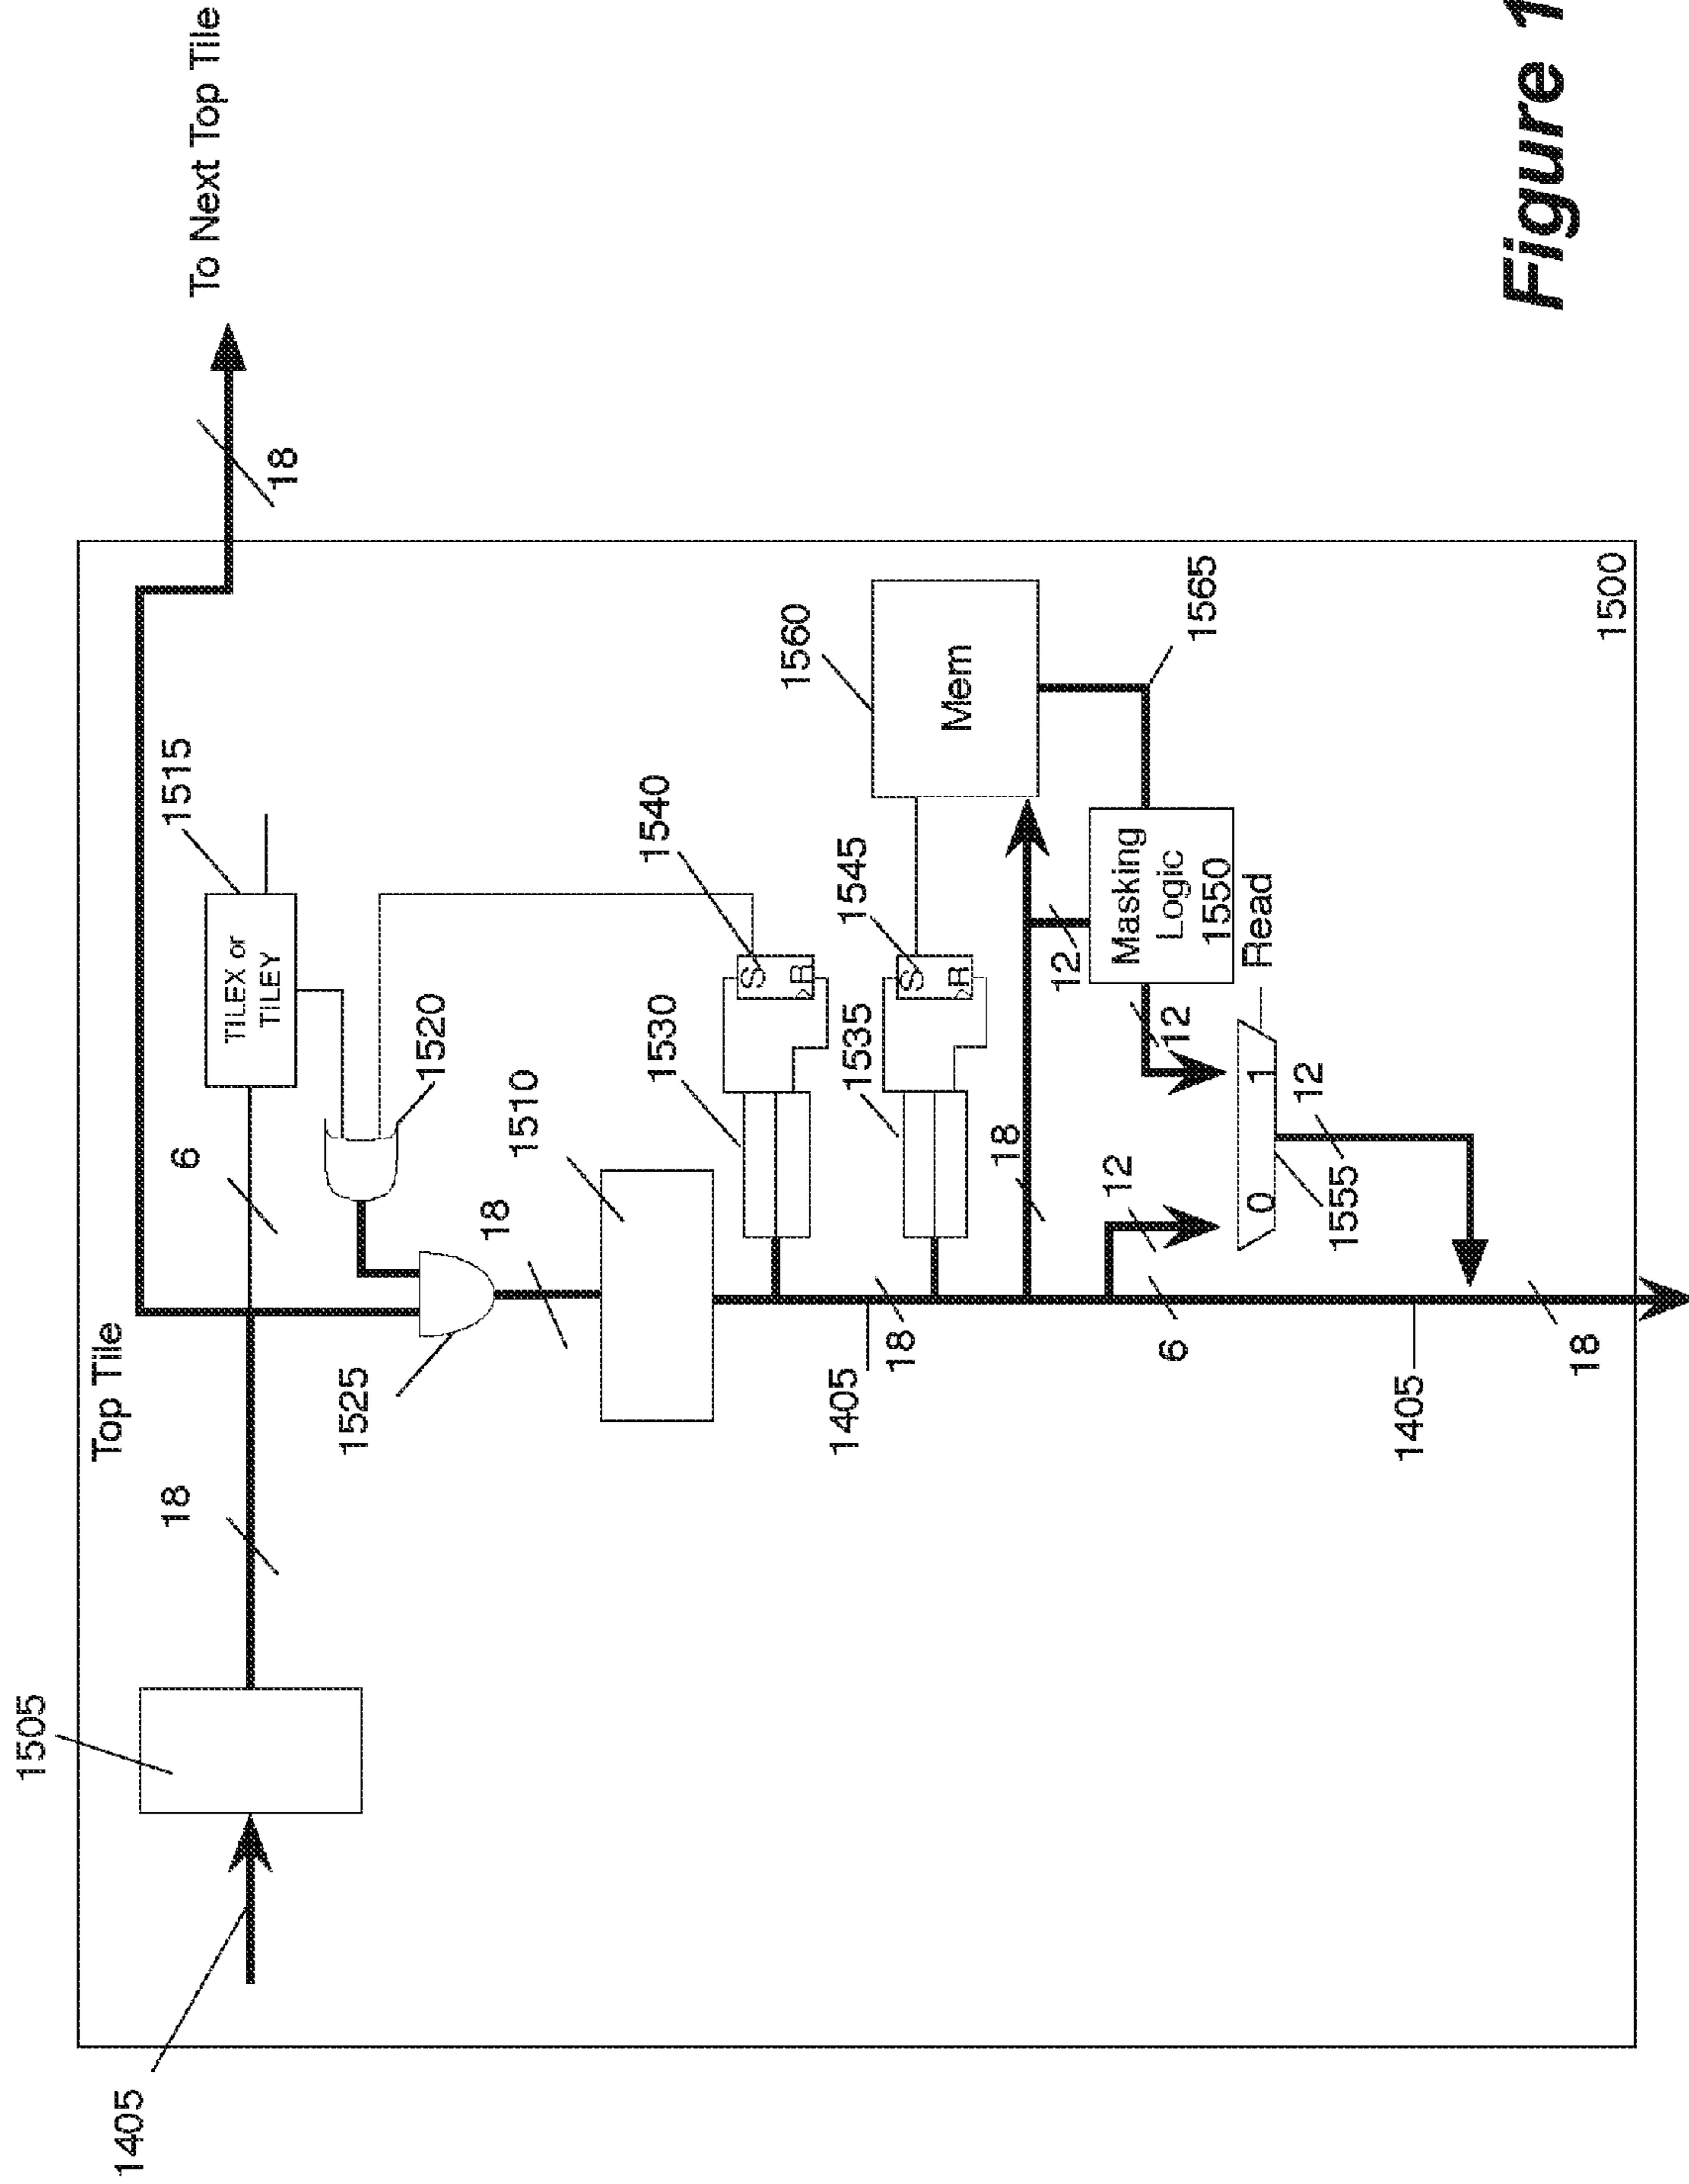 1505
Top Tile
1405
18
6
1515
To Next Top Tile
TILEX or
TILEY
18
1525
1520
18
1510
1530
1540
S
R
1560
1405
18
1535
1545
S
R
Mem
18
12
Masking
Logic
1550
12
6
12
1565
Read
0 1
12
1555
1405
18
1500
Figure 1